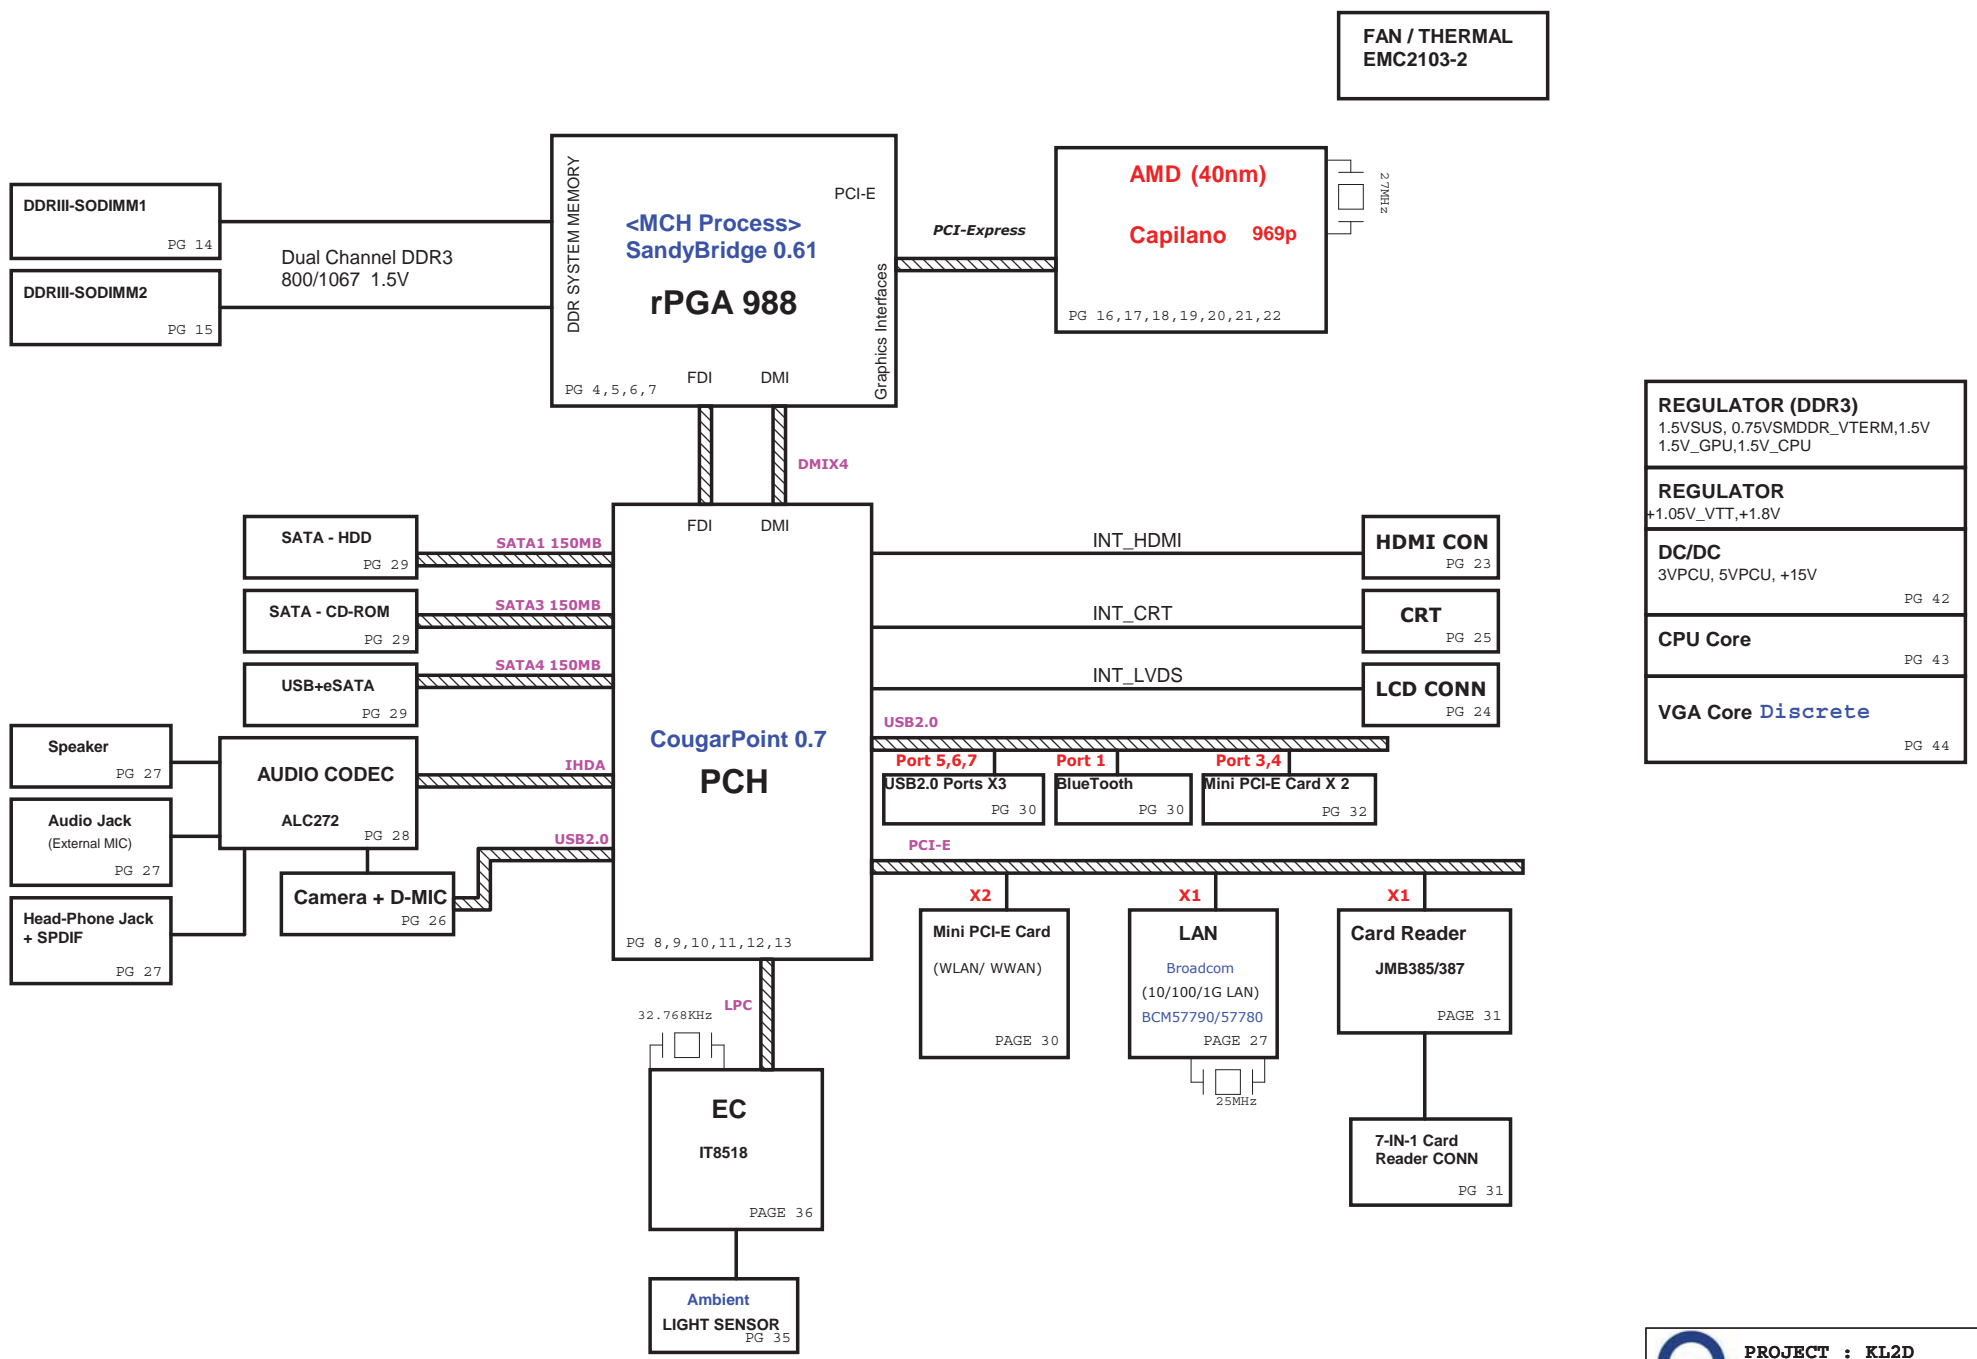 FAN / THERMAL
EMC2103-2
DDRIII-SODIMM1
PG 14
DDRIII-SODIMM2
PG 15
Dual Channel DDR3
800/1067 1.5V
DDR SYSTEM MEMORY
PCI-E
<MCH Process>
SandyBridge 0.61
rPGA 988
Graphics Interfaces
FDI DMI
PG 4,5,6,7
PCI-Express
AMD (40nm)
Capilano 969p
PG 16,17,18,19,20,21,22
27MHz
DMIX4
REGULATOR (DDR3)
1.5VSUS, 0.75VSMDDR_VTERM,1.5V
1.5V_GPU,1.5V_CPU
REGULATOR
+1.05V_VTT,+1.8V
DC/DC
3VPCU, 5VPCU, +15V
PG 42
CPU Core
PG 43
VGA Core Discrete
PG 44
FDI DMI
CougarPoint 0.7
PCH
PG 8,9,10,11,12,13
SATA - HDD
PG 29
SATA1 150MB
SATA - CD-ROM
PG 29
SATA3 150MB
USB+eSATA
PG 29
SATA4 150MB
Speaker
PG 27
Audio Jack
(External MIC)
PG 27
Head-Phone Jack
+ SPDIF
PG 27
AUDIO CODEC
ALC272
PG 28
IHDA
USB2.0
Camera + D-MIC
PG 26
INT_HDMI
HDMI CON
PG 23
INT_CRT
CRT
PG 25
INT_LVDS
LCD CONN
PG 24
USB2.0
Port 5,6,7
USB2.0 Ports X3
PG 30
Port 1
BlueTooth
PG 30
Port 3,4
Mini PCI-E Card X 2
PG 32
PCI-E
X2
Mini PCI-E Card
(WLAN/ WWAN)
PAGE 30
X1
LAN
Broadcom
(10/100/1G LAN)
BCM57790/57780
PAGE 27
25MHz
X1
Card Reader
JMB385/387
PAGE 31
7-IN-1 Card
Reader CONN
PG 31
LPC
32.768KHz
EC
IT8518
PAGE 36
Ambient
LIGHT SENSOR
PG 35
PROJECT : KL2D